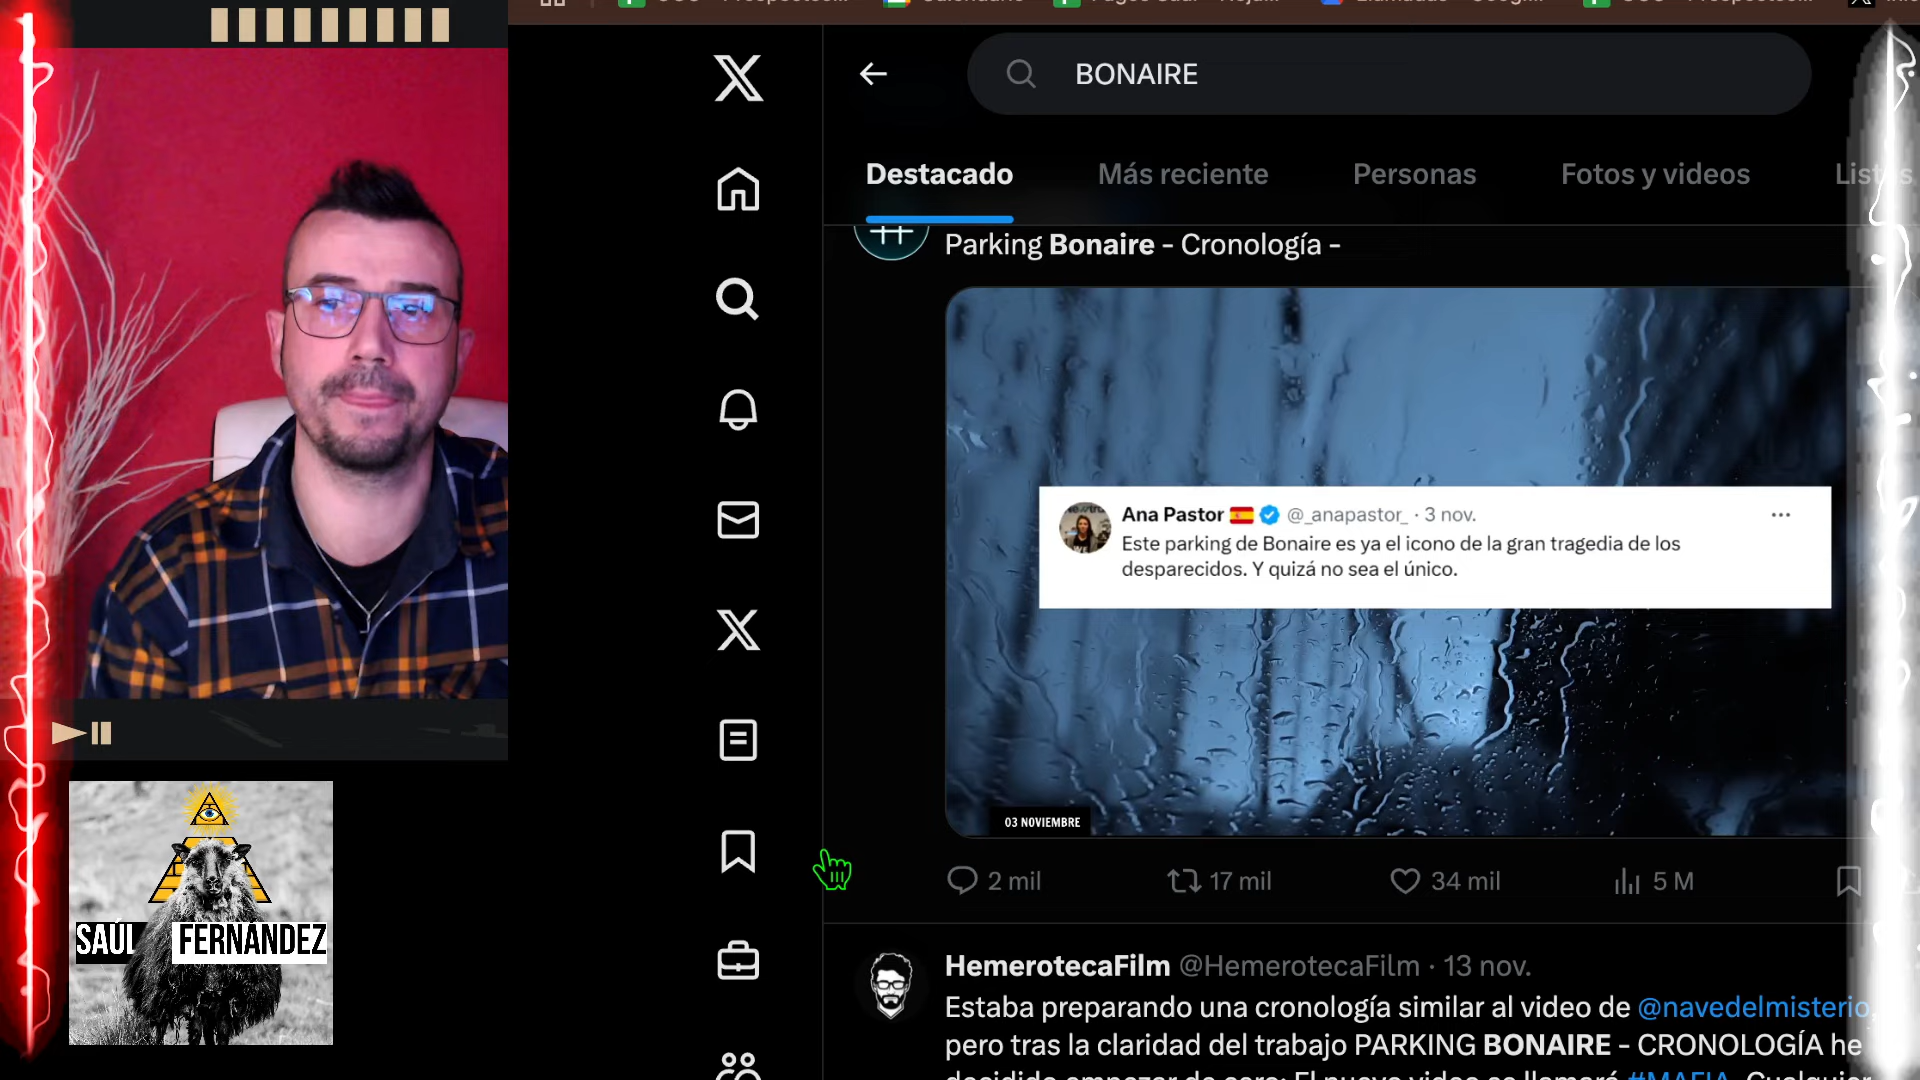 BONAIRE
Destacado Más reciente Personas Fotos y videos Listas
Parking Bonaire - Cronología -
Ana Pastor @_anapastor_ · 3 nov.
Este parking de Bonaire es ya el icono de la gran tragedia de los
desparecidos. Y quizá no sea el único.
03 NOVIEMBRE
2 mil 17 mil 34 mil 5 M
SAÚL FERNÁNDEZ
HemerotecaFilm @HemerotecaFilm · 13 nov.
Estaba preparando una cronología similar al video de @navedelmisterio,
pero tras la claridad del trabajo PARKING BONAIRE - CRONOLOGÍA he